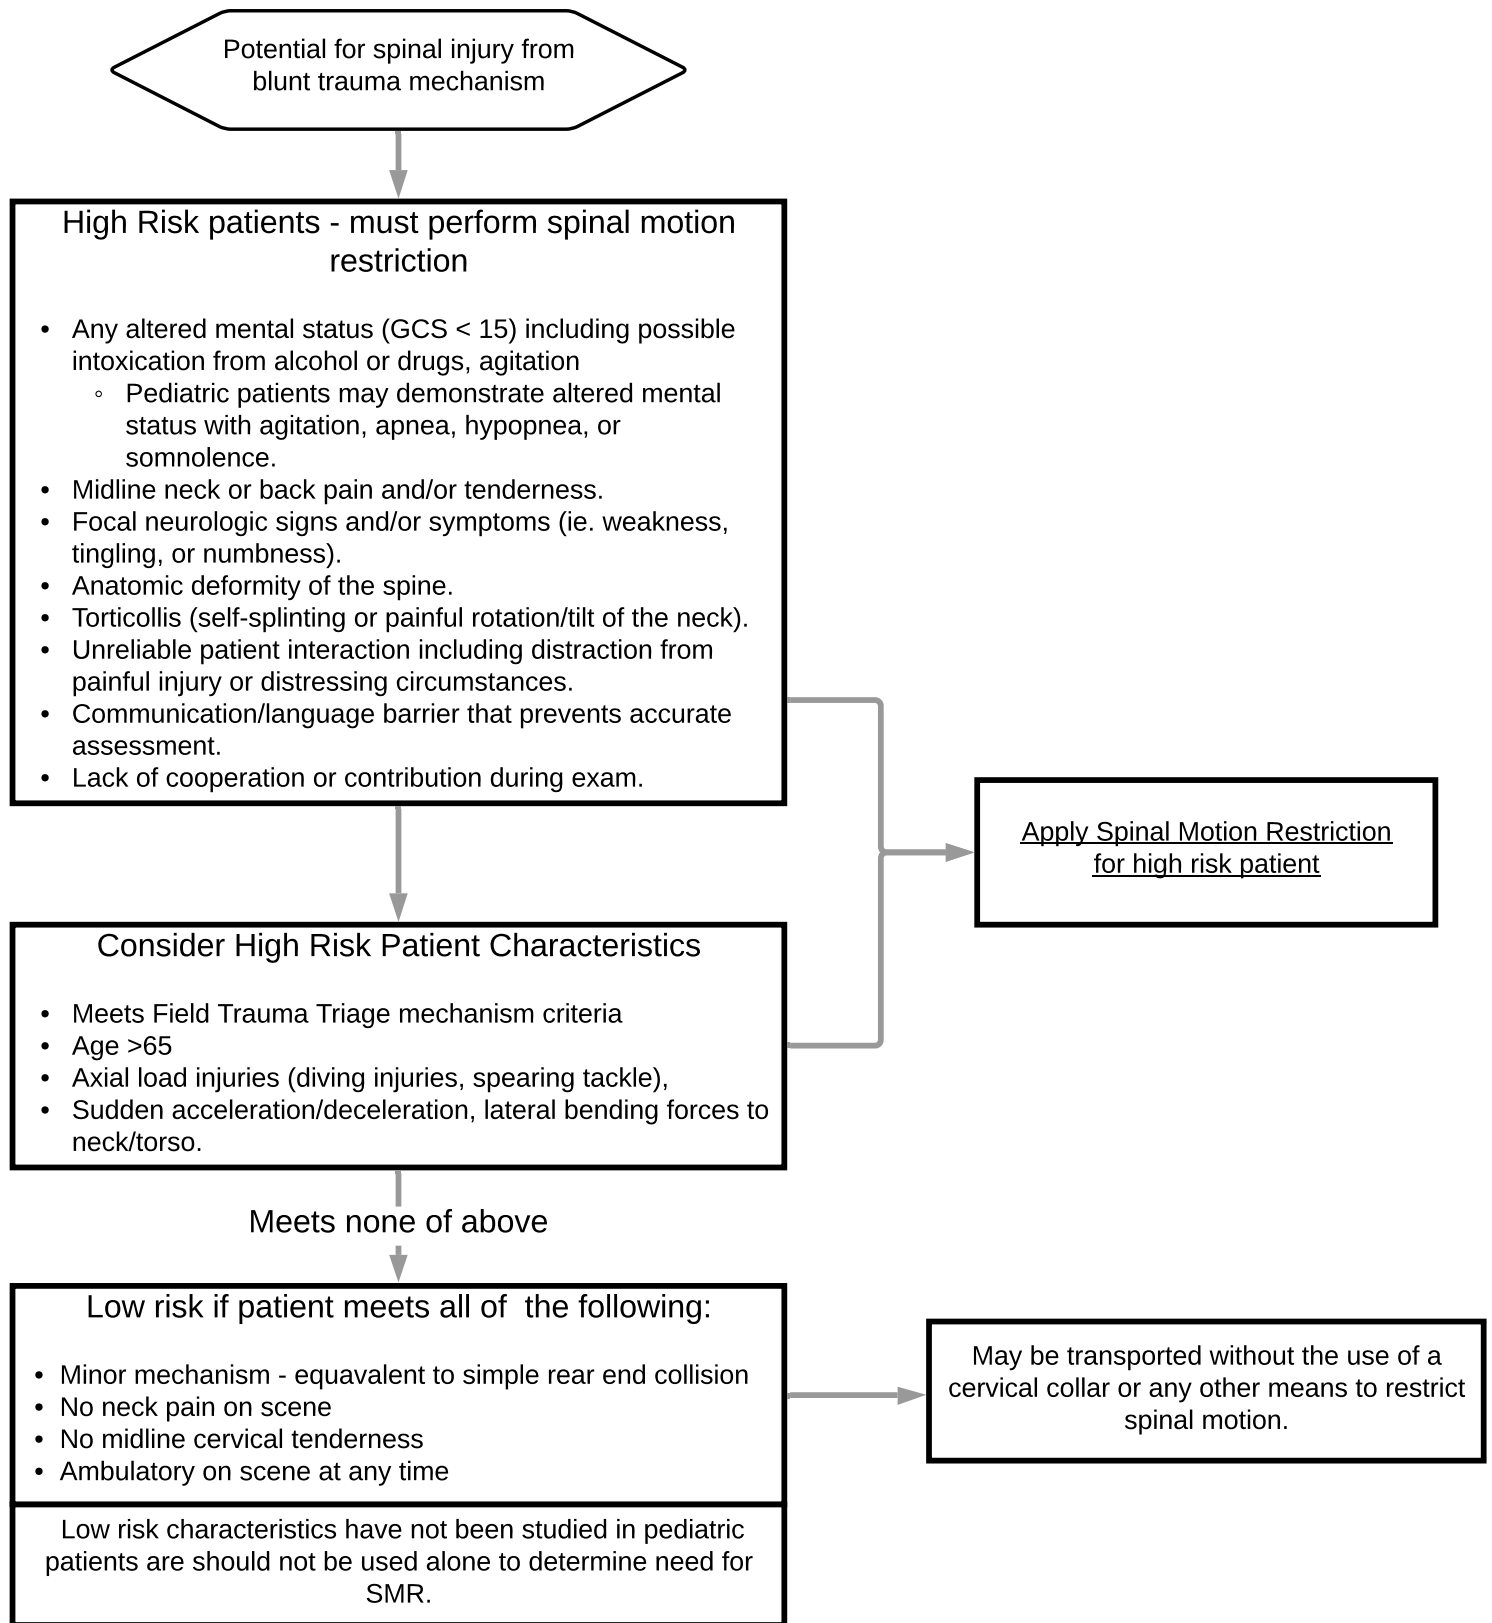 Potential for spinal injury from
blunt trauma mechanism
High Risk patients - must perform spinal motion
restriction
• Any altered mental status (GCS < 15) including possible
intoxication from alcohol or drugs, agitation
◦ Pediatric patients may demonstrate altered mental
status with agitation, apnea, hypopnea, or
somnolence.
• Midline neck or back pain and/or tenderness.
• Focal neurologic signs and/or symptoms (ie. weakness,
tingling, or numbness).
• Anatomic deformity of the spine.
• Torticollis (self-splinting or painful rotation/tilt of the neck).
• Unreliable patient interaction including distraction from
painful injury or distressing circumstances.
• Communication/language barrier that prevents accurate
assessment.
• Lack of cooperation or contribution during exam.
Apply Spinal Motion Restriction
for high risk patient
Consider High Risk Patient Characteristics
• Meets Field Trauma Triage mechanism criteria
• Age >65
• Axial load injuries (diving injuries, spearing tackle),
• Sudden acceleration/deceleration, lateral bending forces to
neck/torso.
Meets none of above
Low risk if patient meets all of  the following:
• Minor mechanism - equavalent to simple rear end collision
• No neck pain on scene
• No midline cervical tenderness
• Ambulatory on scene at any time
May be transported without the use of a
cervical collar or any other means to restrict
spinal motion.
Low risk characteristics have not been studied in pediatric
patients are should not be used alone to determine need for
SMR.